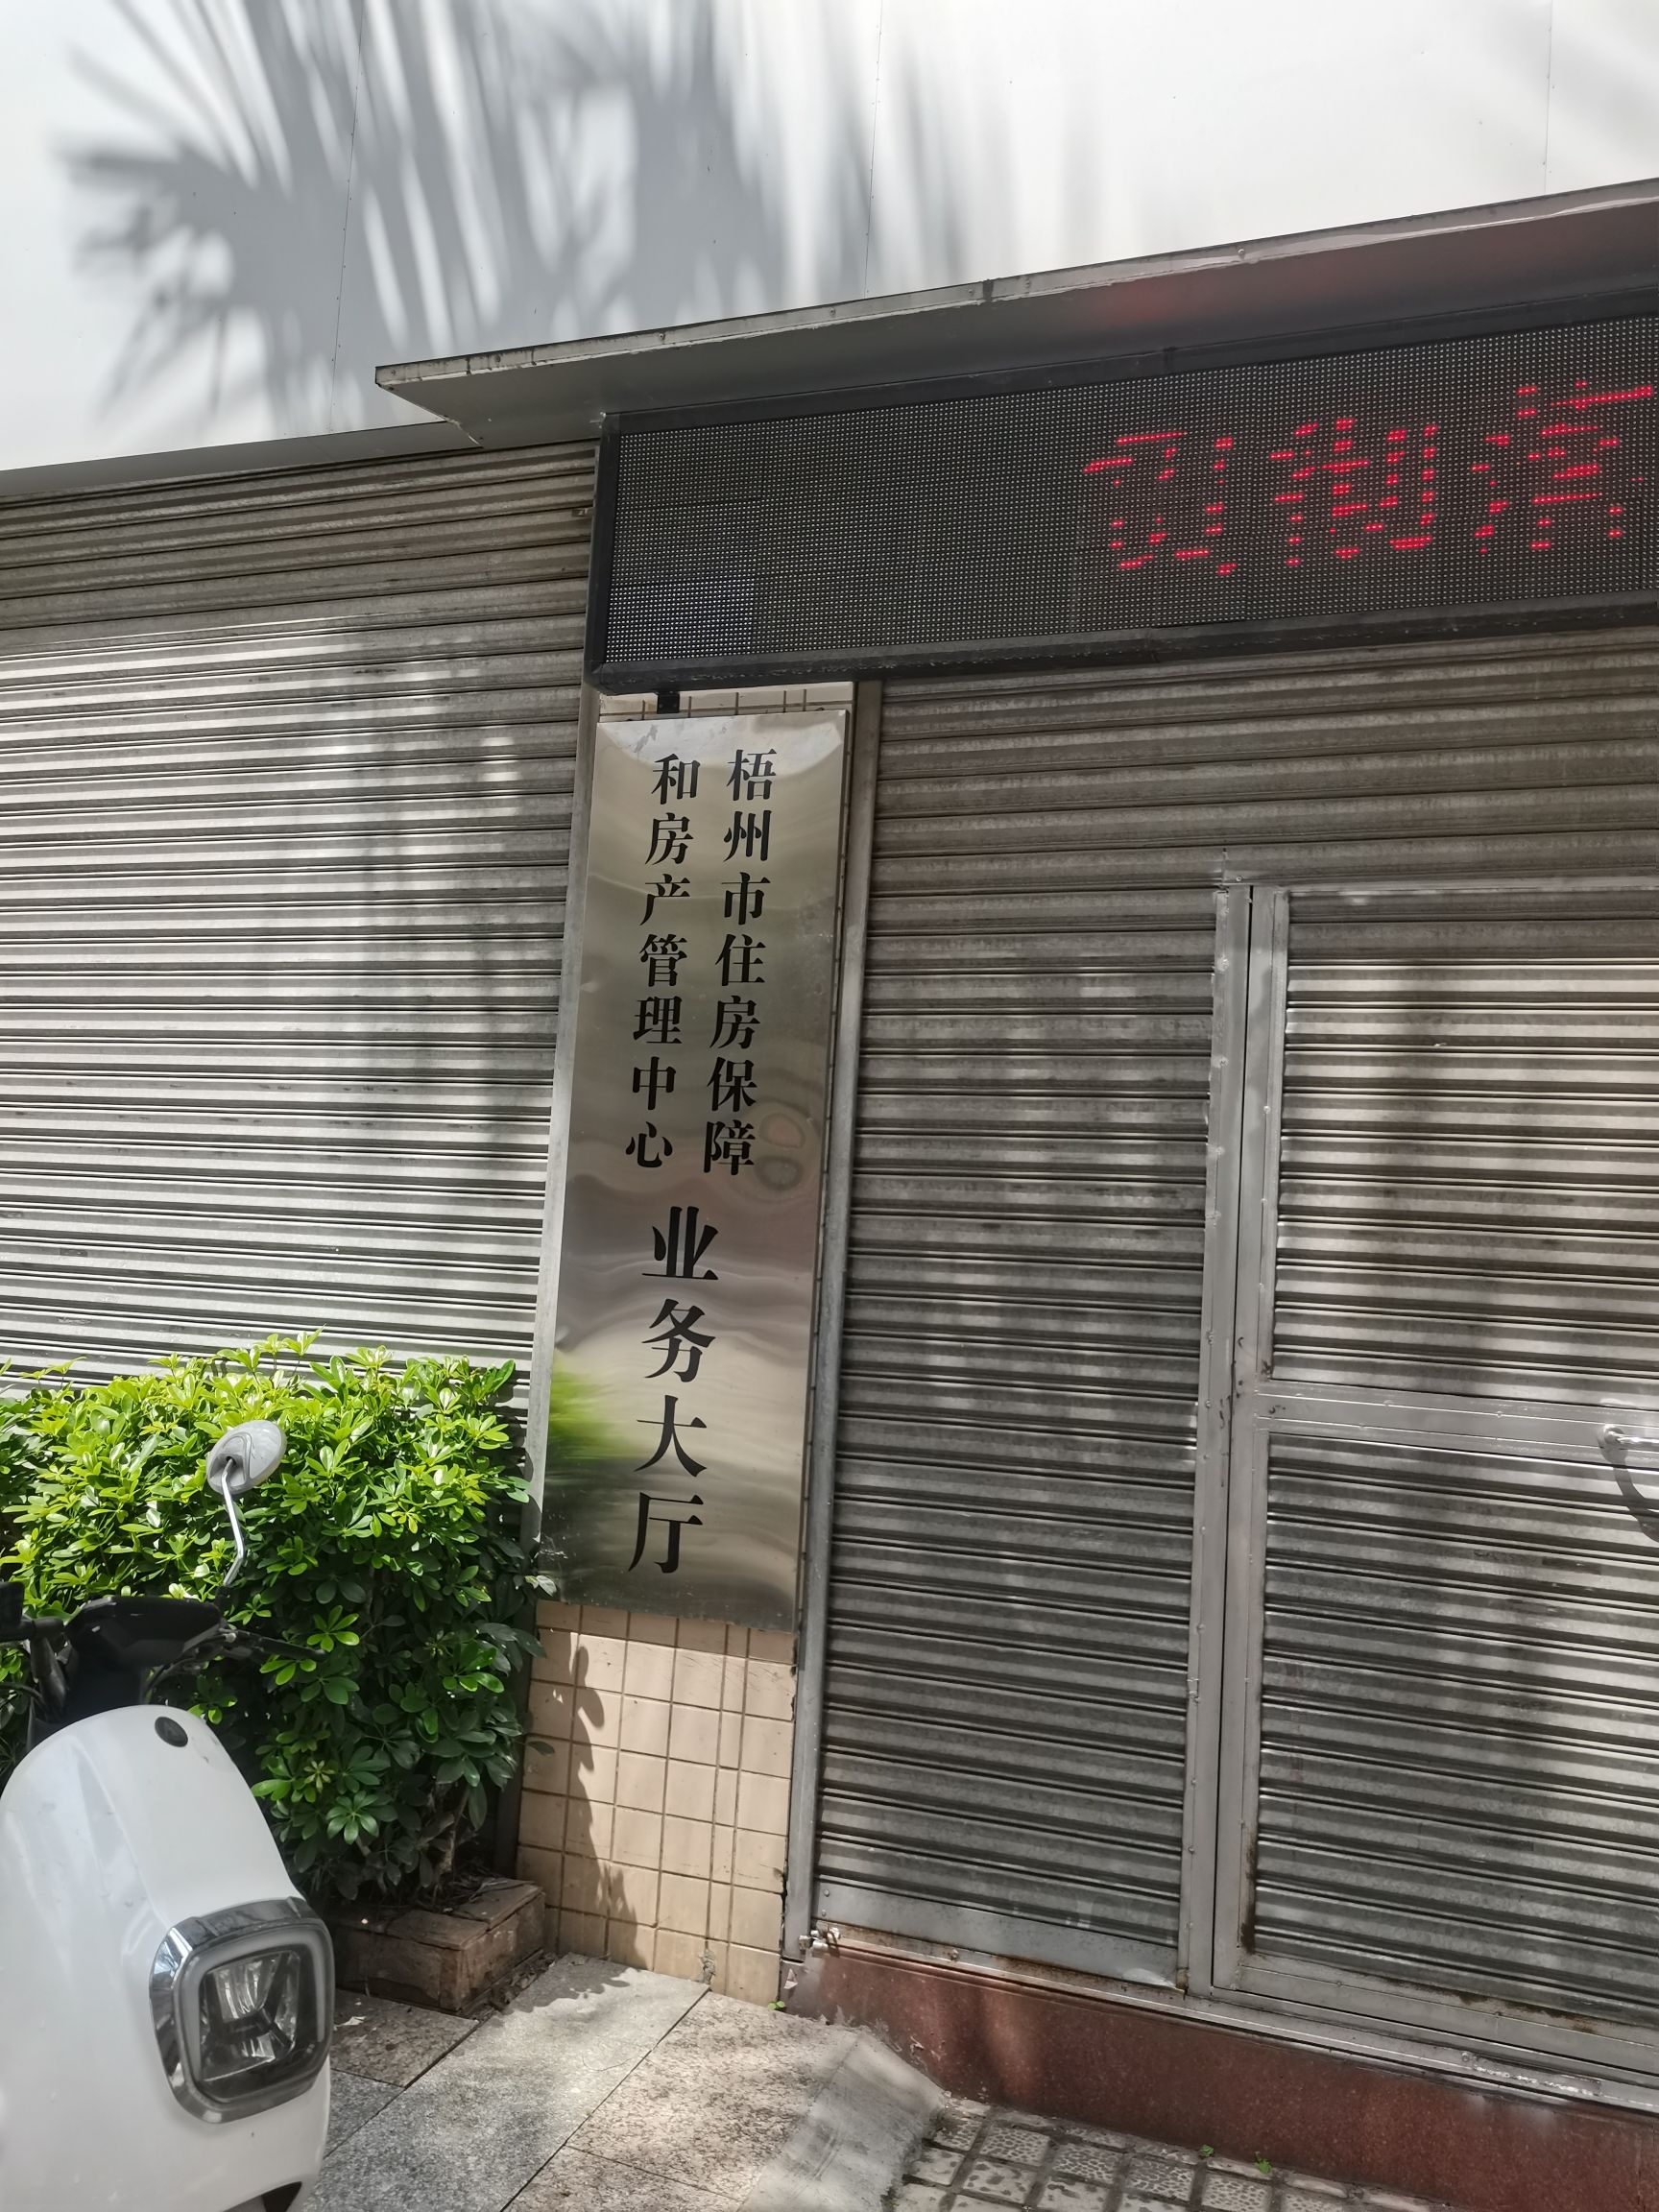 梧州市住房保障
和房产管理中心
业务大厅